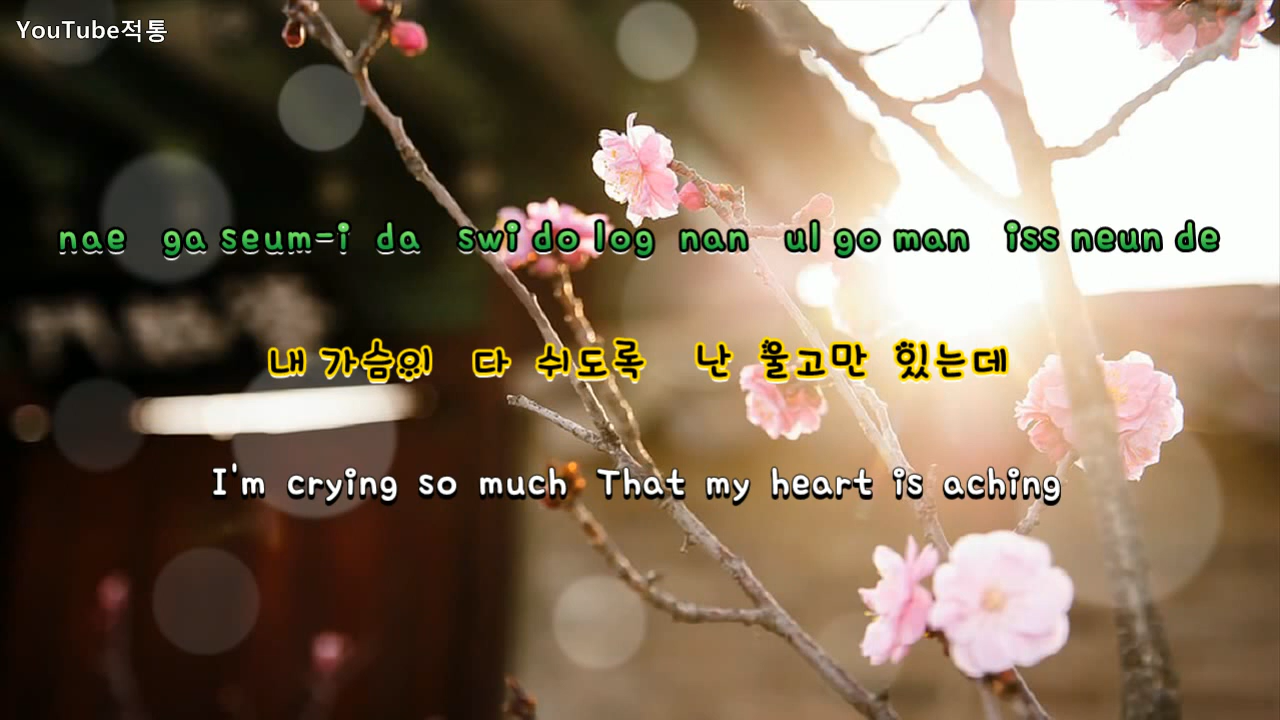 YouTube적통
nae ga seum-i da swi do log nan ul go man iss neun de
내 가슴이 다 쉬도록 난 울고만 있는데
I'm crying so much That my heart is aching